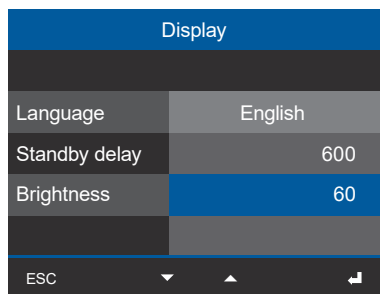 Display
Language English
Standby delay 600
Brightness 60
ESC